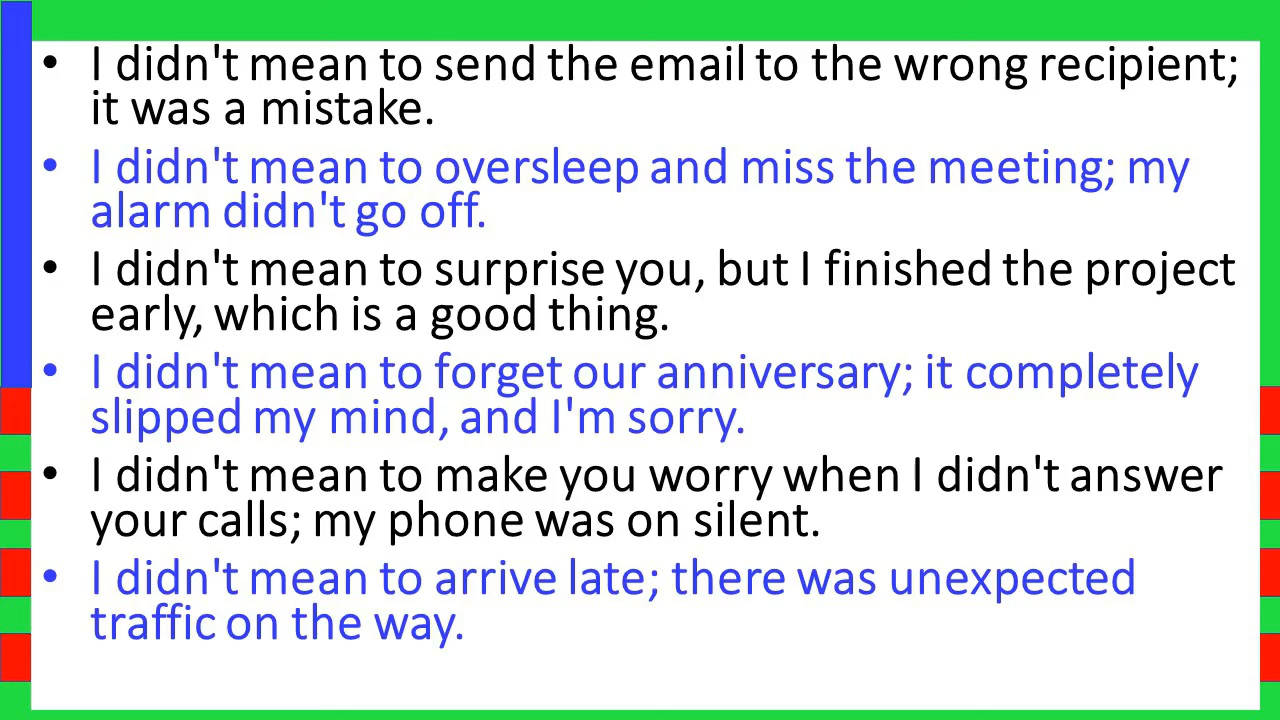 • I didn't mean to send the email to the wrong recipient;
it was a mistake.
• I didn't mean to oversleep and miss the meeting; my
alarm didn't go off.
• I didn't mean to surprise you, but I finished the project
early, which is a good thing.
• I didn't mean to forget our anniversary; it completely
slipped my mind, and I'm sorry.
• I didn't mean to make you worry when I didn't answer
your calls; my phone was on silent.
• I didn't mean to arrive late; there was unexpected
traffic on the way.